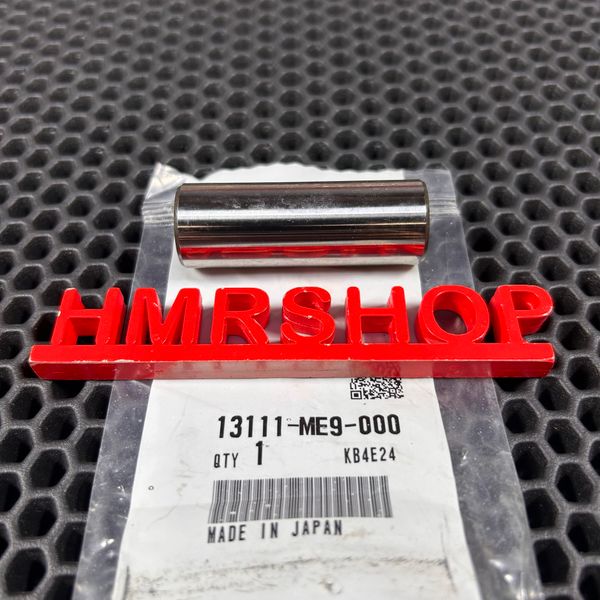 HMRSHOP
13111-ME9-000
QTY 1 KB4E24
MADE IN JAPAN